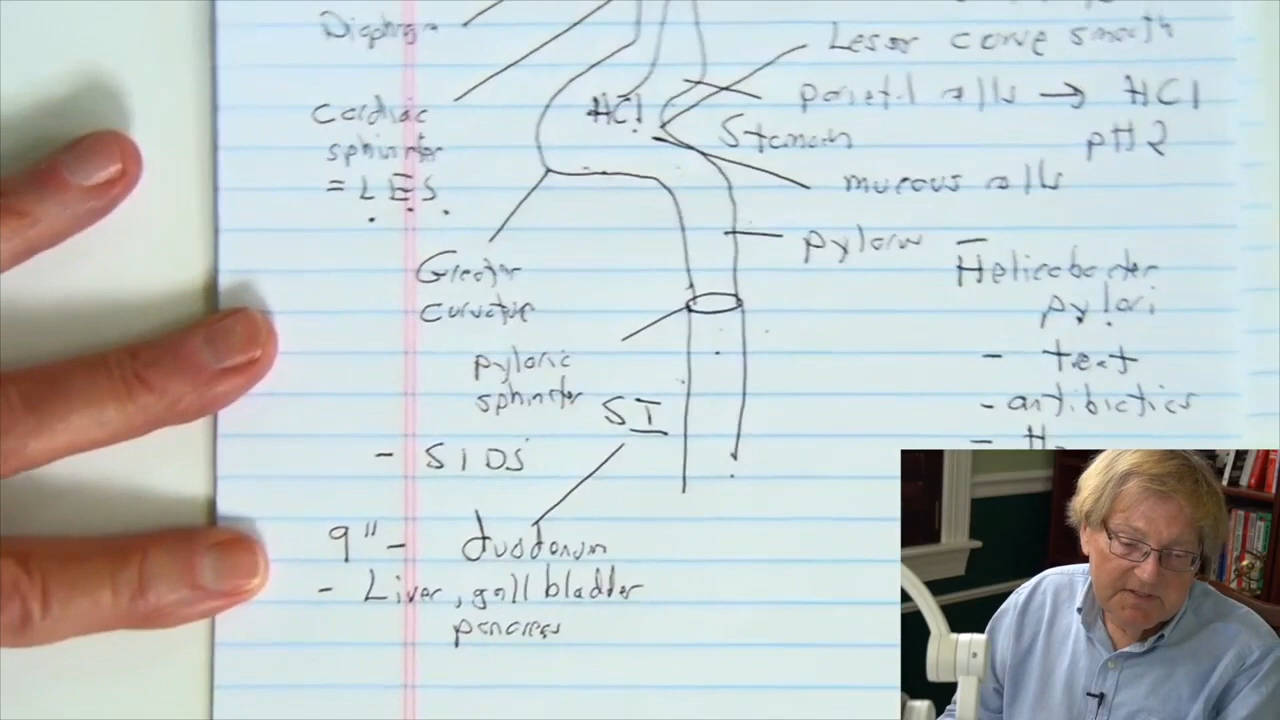 Diaphragm
Cardiac
sphincter
= L.E.S.
Greater
curvature
pyloric
sphincter
SI
- SIDS
9" - duodenum
- Liver, gall bladder
pancreas
HCl
Lesser curve smooth
parietal cells → HCl
pH 2
Stomach
mucous cells
pylorus
Helicobacter
pylori
- test
- antibiotics